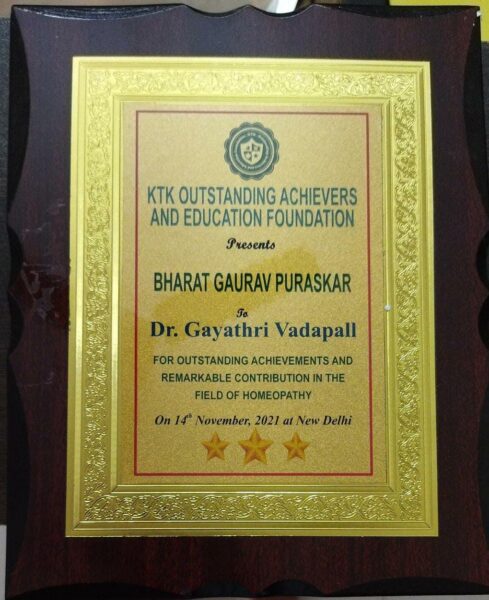 KTK OUTSTANDING ACHIEVERS
AND EDUCATION FOUNDATION
Presents
BHARAT GAURAV PURASKAR
To
Dr. Gayathri Vadapall
FOR OUTSTANDING ACHIEVEMENTS AND
REMARKABLE CONTRIBUTION IN THE
FIELD OF HOMEOPATHY
On 14th November, 2021 at New Delhi